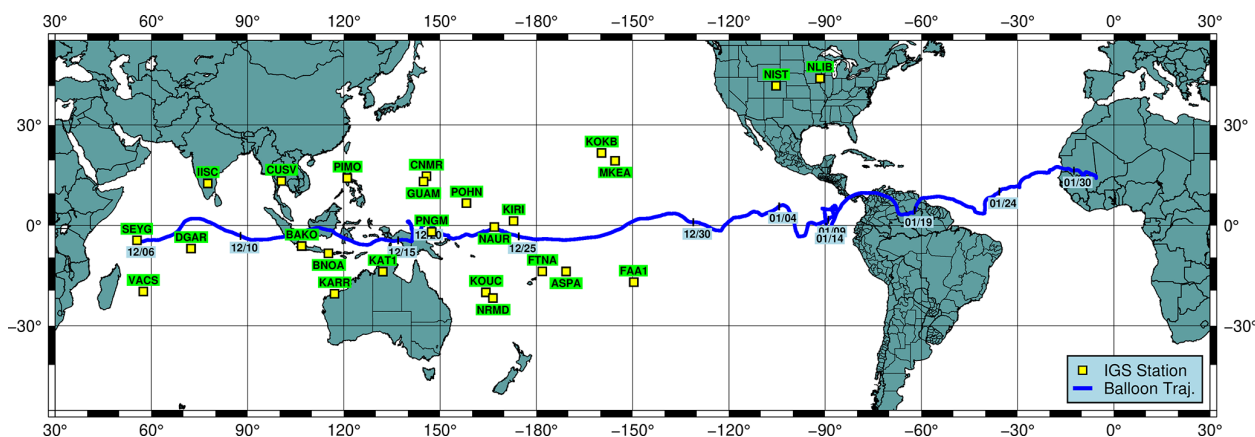 30° 60° 90° 120° 150° −180° −150° −120° −90° −60° −30° 0° 30°
NLIB
NIST
30° 30°
KOKB
MKEA
IISC CUSV PIMO CNMR
GUAM
POHN
KIRI
01/30
01/24
01/19
01/04
01/09
01/14
0° 0°
SEYG
12/06
DGAR
12/10
BAKO
BNOA
12/15
PNGM
NAUR
12/25
12/30
KAT1
FTNA
ASPA
FAA1
VACS
KARR
KOUC
NRMD
−30° −30°
IGS Station
Balloon Traj.
30° 60° 90° 120° 150° −180° −150° −120° −90° −60° −30° 0° 30°